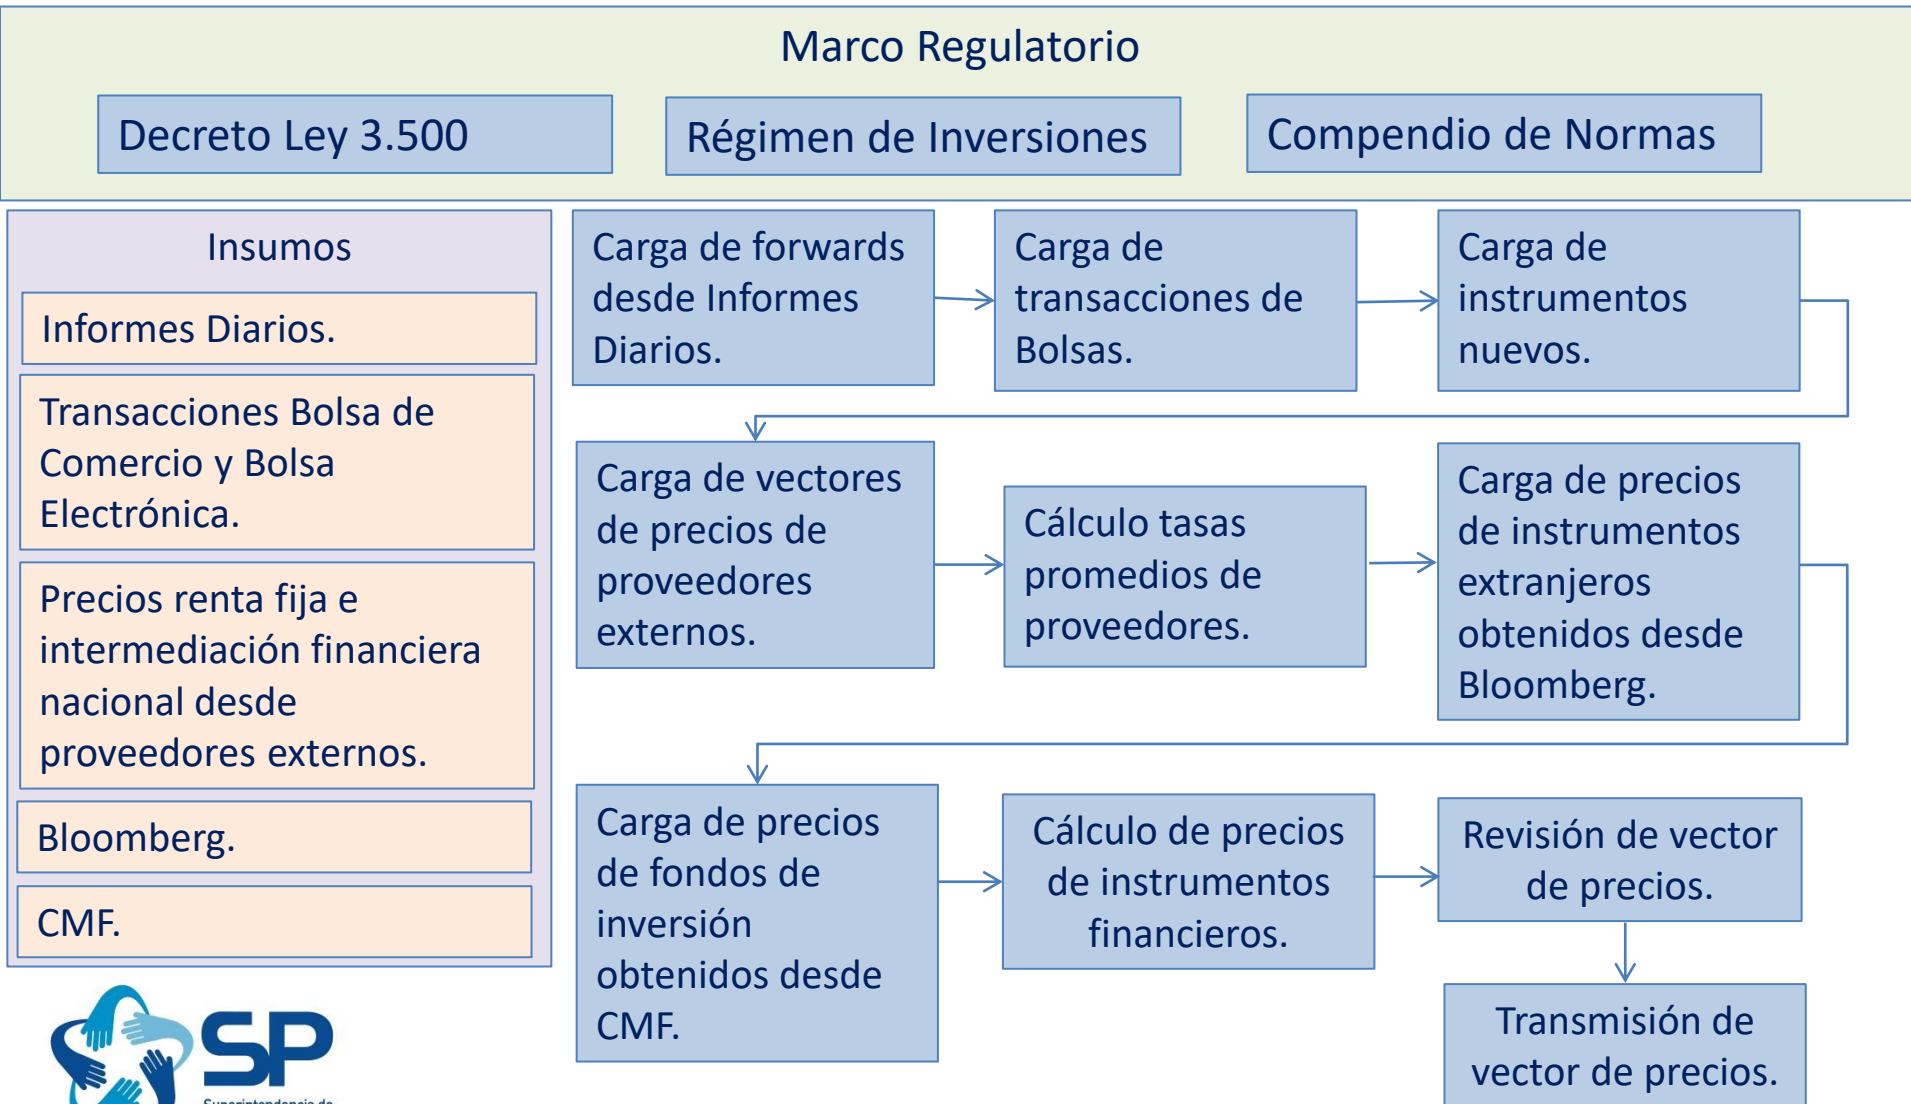 Marco Regulatorio
Decreto Ley 3.500
Régimen de Inversiones
Compendio de Normas
Insumos
Informes Diarios.
Transacciones Bolsa de
Comercio y Bolsa
Electrónica.
Precios renta fija e
intermediación financiera
nacional desde
proveedores externos.
Bloomberg.
CMF.
Carga de forwards
desde Informes
Diarios.
Carga de
transacciones de
Bolsas.
Carga de
instrumentos
nuevos.
Carga de vectores
de precios de
proveedores
externos.
Cálculo tasas
promedios de
proveedores.
Carga de precios
de instrumentos
extranjeros
obtenidos desde
Bloomberg.
Carga de precios
de fondos de
inversión
obtenidos desde
CMF.
Cálculo de precios
de instrumentos
financieros.
Revisión de vector
de precios.
Transmisión de
vector de precios.
SP
Superintendencia de